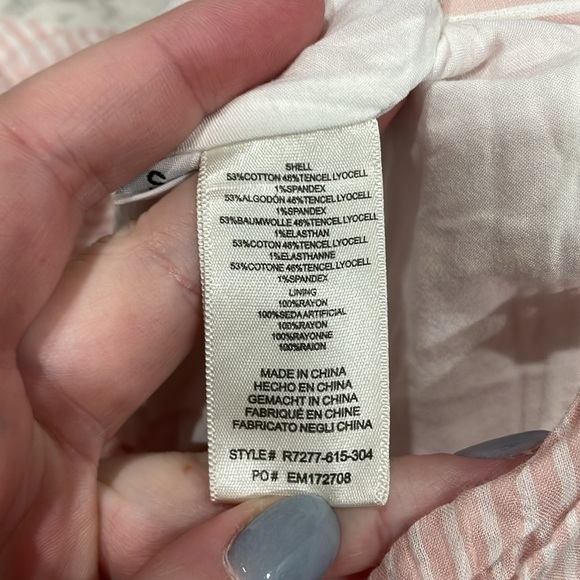 SHELL
53%COTTON 46%TENCEL LYOCELL
1%SPANDEX
53%ALGODÓN 46%TENCEL LYOCELL
1%SPANDEX
53%BAUMWOLLE 46%TENCEL LYOCELL
1%ELASTHAN
53%COTON 46%TENCEL LYOCELL
1%ELASTHANNE
53%COTONE 46%TENCEL LYOCELL
1%SPANDEX
LINING
100%RAYON
100%SEDA ARTIFICIAL
100%RAYON
100%RAYONNE
100%RAION
MADE IN CHINA
HECHO EN CHINA
GEMACHT IN CHINA
FABRIQUÉ EN CHINE
FABRICATO NEGLI CHINA
STYLE# R7277-615-304
PO# EM172708